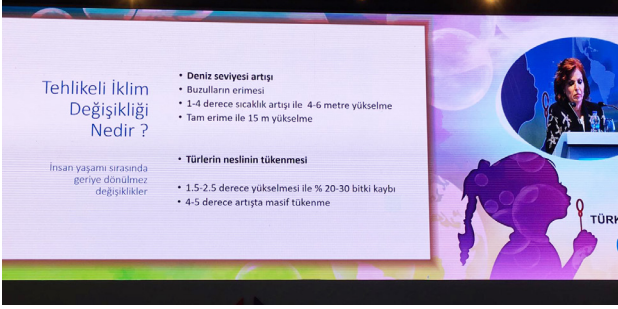 Tehlikeli İklim
Değişikliği
Nedir ?
İnsan yaşamı sırasında
geriye dönülmez
değişiklikler
• Deniz seviyesi artışı
• Buzulların erimesi
• 1-4 derece sıcaklık artışı ile 4-6 metre yükselme
• Tam erime ile 15 m yükselme
• Türlerin neslinin tükenmesi
• 1.5-2.5 derece yükselmesi ile % 20-30 bitki kaybı
• 4-5 derece artışta masif tükenme
TÜRK